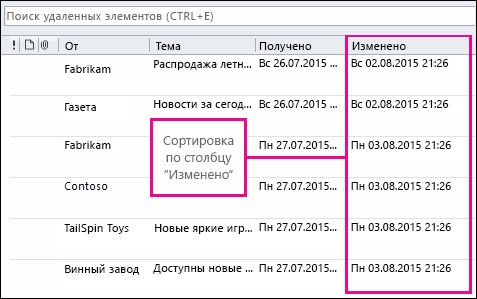 Поиск удаленных элементов (CTRL+E)
! От Тема Получено Изменено
Fabrikam Распродажа летн... Вс 26.07.2015 ... Вс 02.08.2015 21:26
Газета Новости за сегод... Вс 26.07.2015 ... Вс 02.08.2015 21:26
Fabrikam Пн 27.07.2015... Пн 03.08.2015 21:26
Contoso Пн 27.07.2015... Пн 03.08.2015 21:26
TailSpin Toys Новые яркие игр... Пн 27.07.2015... Пн 03.08.2015 21:26
Винный завод Доступны новые ... Пн 27.07.2015... Пн 03.08.2015 21:26
Сортировка
по столбцу
“Изменено”